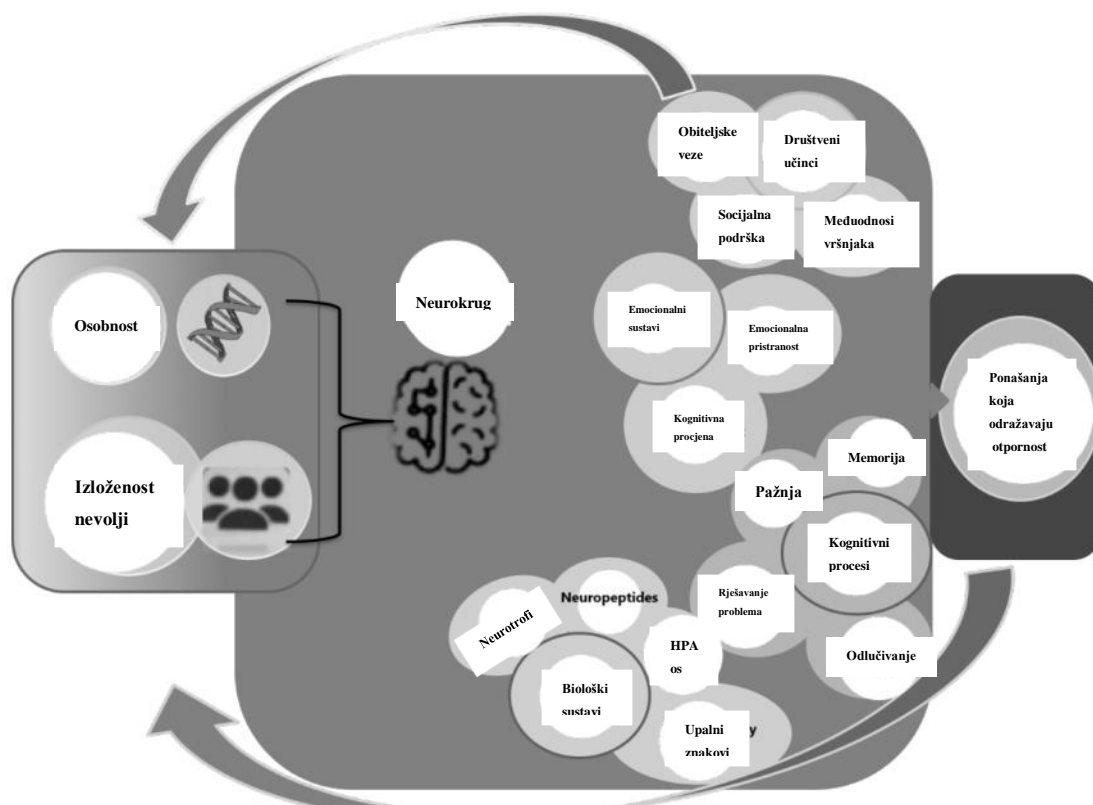 Obiteljske
veze
Društveni
učinci
Socijalna
podrška
Međuodnosi
vršnjaka
Osobnost
Neurokrug
Emocionalni
sustavi
Emocionalna
pristranost
Kognitivna
procjena
Ponašanja
koja
odražavaju
otpornost
Izloženost
nevolji
Memorija
Pažnja
Kognitivni
procesi
Neuropeptides
Neurotrofi
Rješavanje
problema
HPA
os
Odlučivanje
Biološki
sustavi
Upalni
znakovi